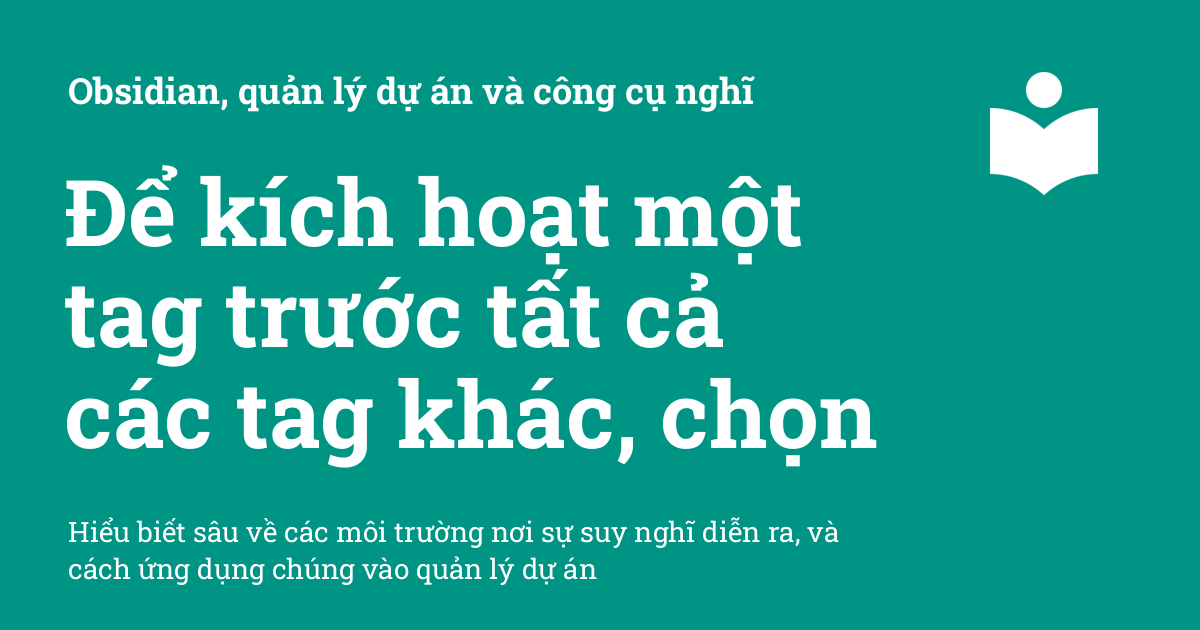 Obsidian, quản lý dự án và công cụ nghĩ
Để kích hoạt một
tag trước tất cả
các tag khác, chọn
Hiểu biết sâu về các môi trường nơi sự suy nghĩ diễn ra, và
cách ứng dụng chúng vào quản lý dự án